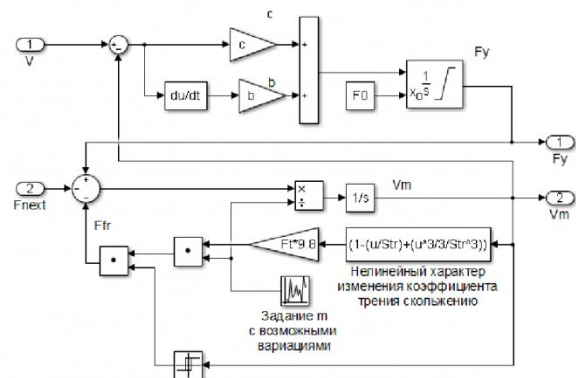 c
1
V
c
du/dt
b
b
+
+
F0
1
s
xo
Fy
1
Fy
2
Fnext
Ffr
×
÷
1/s
Vm
2
Vm
Ft*9.8
(1-(u/Str)+(u^3/3/Str^3))
Нелинейный характер
изменения коэффициента
трения скольжению
Задание m
с возможными
вариациями